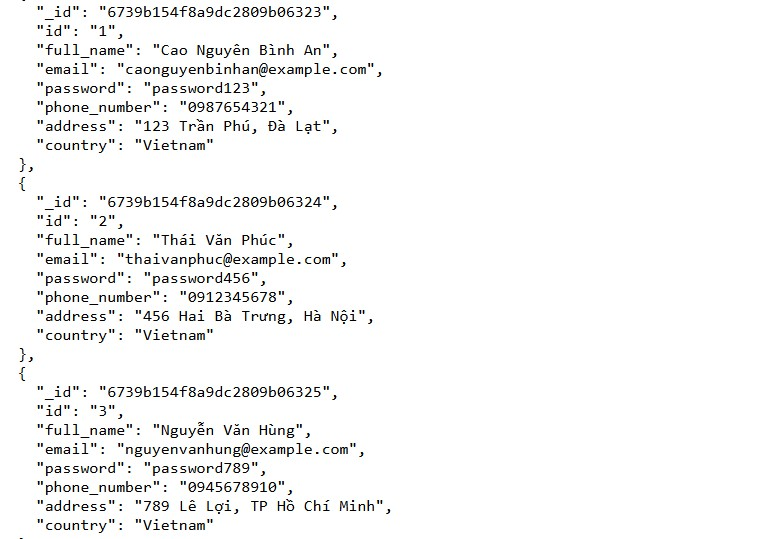 "_id": "6739b154f8a9dc2809b06323",
"id": "1",
"full_name": "Cao Nguyên Bình An",
"email": "caonguyenbinhan@example.com",
"password": "password123",
"phone_number": "0987654321",
"address": "123 Trần Phú, Đà Lạt",
"country": "Vietnam"
},
{
"_id": "6739b154f8a9dc2809b06324",
"id": "2",
"full_name": "Thái Văn Phúc",
"email": "thaivanphuc@example.com",
"password": "password456",
"phone_number": "0912345678",
"address": "456 Hai Bà Trưng, Hà Nội",
"country": "Vietnam"
},
{
"_id": "6739b154f8a9dc2809b06325",
"id": "3",
"full_name": "Nguyễn Văn Hùng",
"email": "nguyenvanhung@example.com",
"password": "password789",
"phone_number": "0945678910",
"address": "789 Lê Lợi, TP Hồ Chí Minh",
"country": "Vietnam"